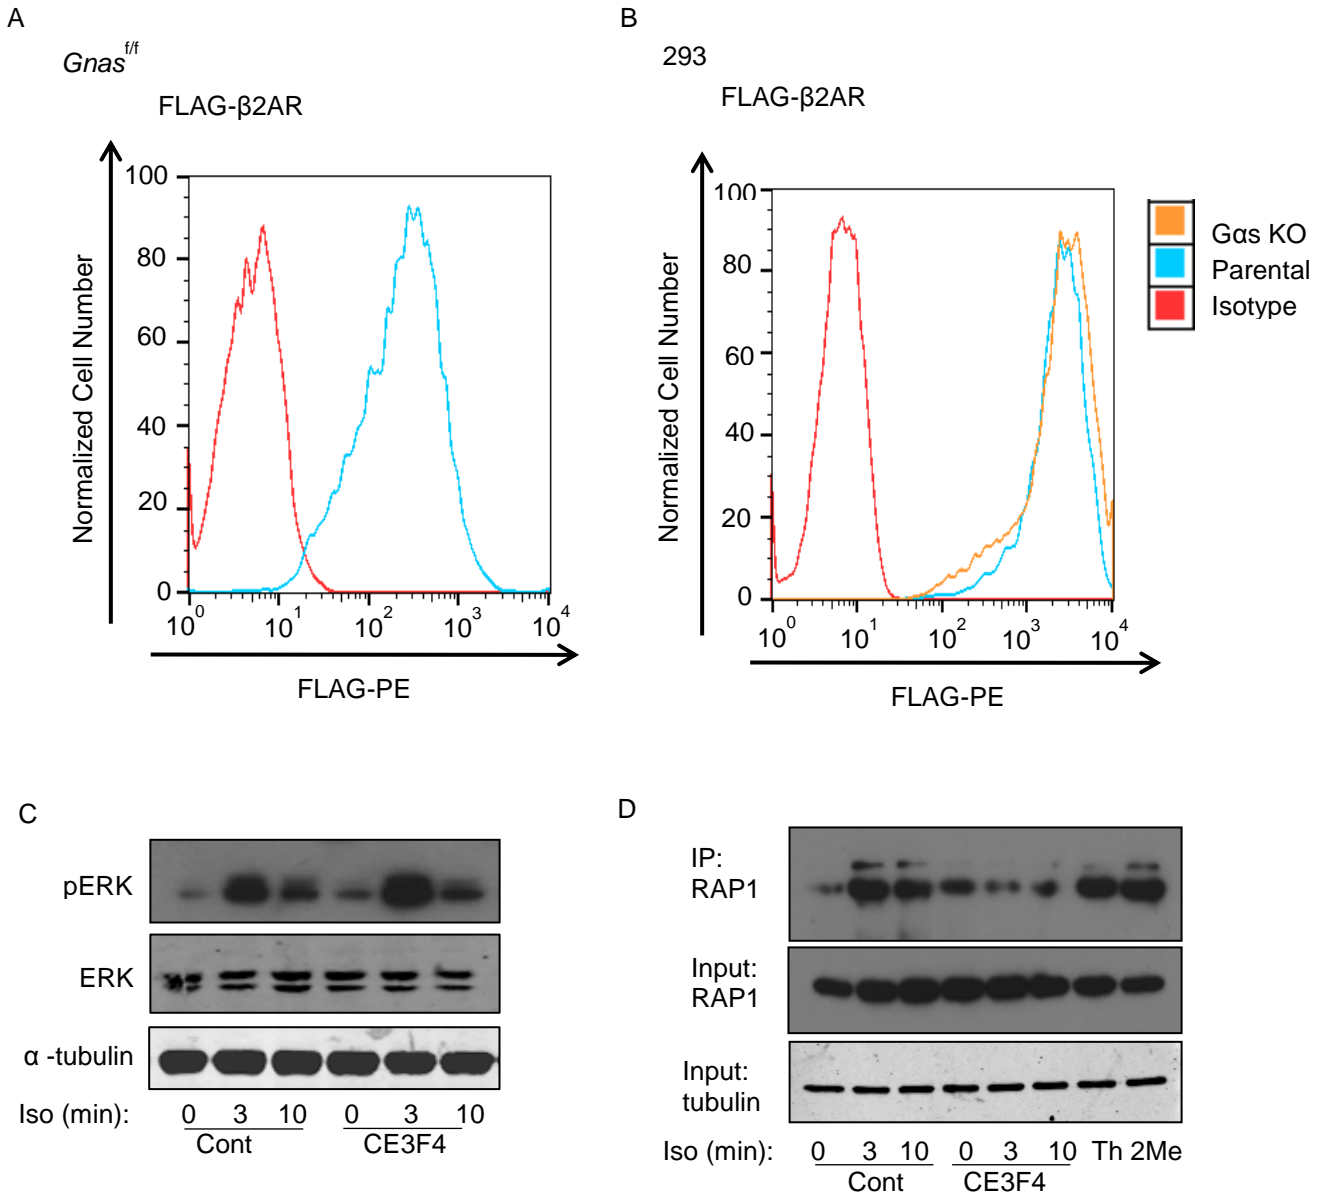 A
Gnas f/f
FLAG-β2AR
100
80
60
40
20
0
10^0 10^1 10^2 10^3 10^4
Normalized Cell Number
FLAG-PE
B
293
FLAG-β2AR
100
80
60
40
20
0
10^0 10^1 10^2 10^3 10^4
Normalized Cell Number
FLAG-PE
Gαs KO
Parental
Isotype
C
pERK
ERK
α -tubulin
Iso (min): 0 3 10 0 3 10
Cont CE3F4
D
IP:
RAP1
Input:
RAP1
Input:
tubulin
Iso (min): 0 3 10 0 3 10 Th 2Me
Cont CE3F4